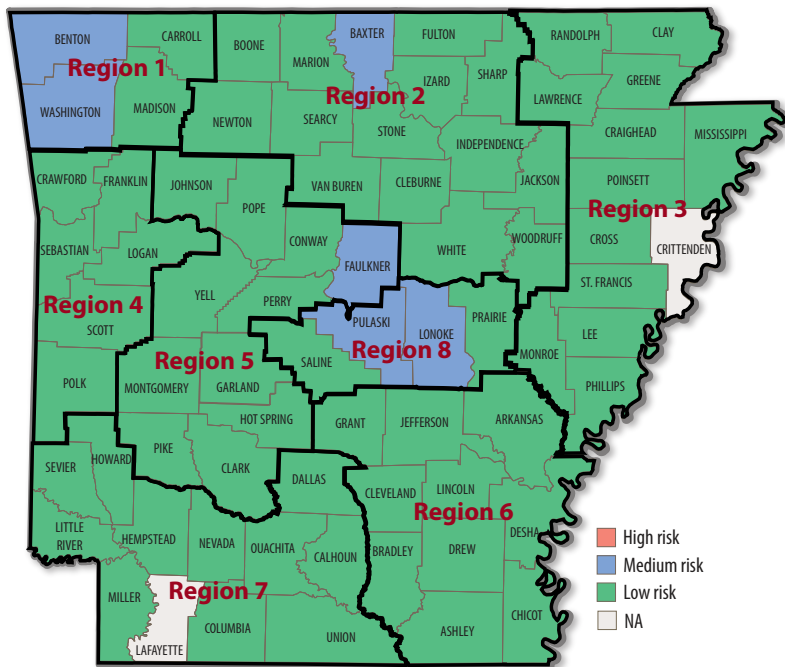 BENTON
CARROLL
BOONE
MARION
BAXTER
FULTON
RANDOLPH
CLAY
Region 1
IZARD
SHARP
GREENE
Region 2
WASHINGTON
MADISON
NEWTON
SEARCY
STONE
LAWRENCE
INDEPENDENCE
CRAIGHEAD
MISSISSIPPI
CRAWFORD
FRANKLIN
JOHNSON
POPE
VAN BUREN
CLEBURNE
JACKSON
POINSETT
Region 3
SEBASTIAN
LOGAN
CONWAY
FAULKNER
WHITE
WOODRUFF
CROSS
CRITTENDEN
ST. FRANCIS
YELL
PERRY
Region 4
SCOTT
PULASKI
LONOKE
PRAIRIE
LEE
Region 5
SALINE
Region 8
MONROE
POLK
MONTGOMERY
GARLAND
PHILLIPS
HOT SPRING
GRANT
JEFFERSON
ARKANSAS
SEVIER
HOWARD
PIKE
CLARK
DALLAS
CLEVELAND
LINCOLN
Region 6
LITTLE
RIVER
HEMPSTEAD
NEVADA
OUACHITA
CALHOUN
BRADLEY
DREW
DESHA
High risk
Medium risk
Low risk
NA
Region 7
MILLER
LAFAYETTE
COLUMBIA
UNION
ASHLEY
CHICOT